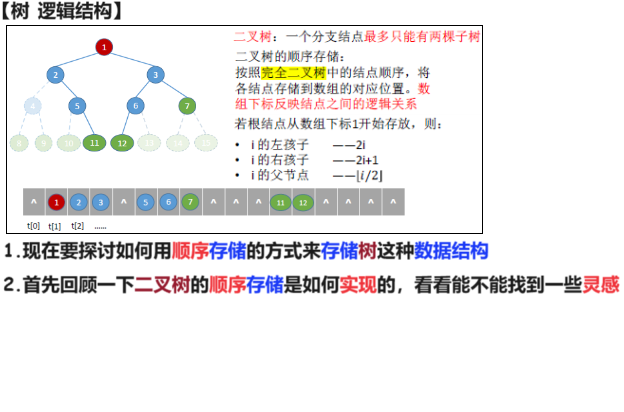 【树 逻辑结构】
二叉树：一个分支结点最多只能有两棵子树
二叉树的顺序存储：
按照完全二叉树中的结点顺序，将
各结点存储到数组的对应位置。数
组下标反映结点之间的逻辑关系
若根结点从数组下标1开始存放，则：
• i 的左孩子 ——2i
• i 的右孩子 ——2i+1
• i 的父节点 ——⌊i/2⌋
1
2 3
4 5 6 7
8 9 10 11 12 13 14 15
^ 1 2 3 ^ 5 6 7 ^ ^ ^ 11 12 ^ ^ ^ ^
t[0] t[1] t[2] ......
1.现在要探讨如何用顺序存储的方式来存储树这种数据结构
2.首先回顾一下二叉树的顺序存储是如何实现的，看看能不能找到一些灵感